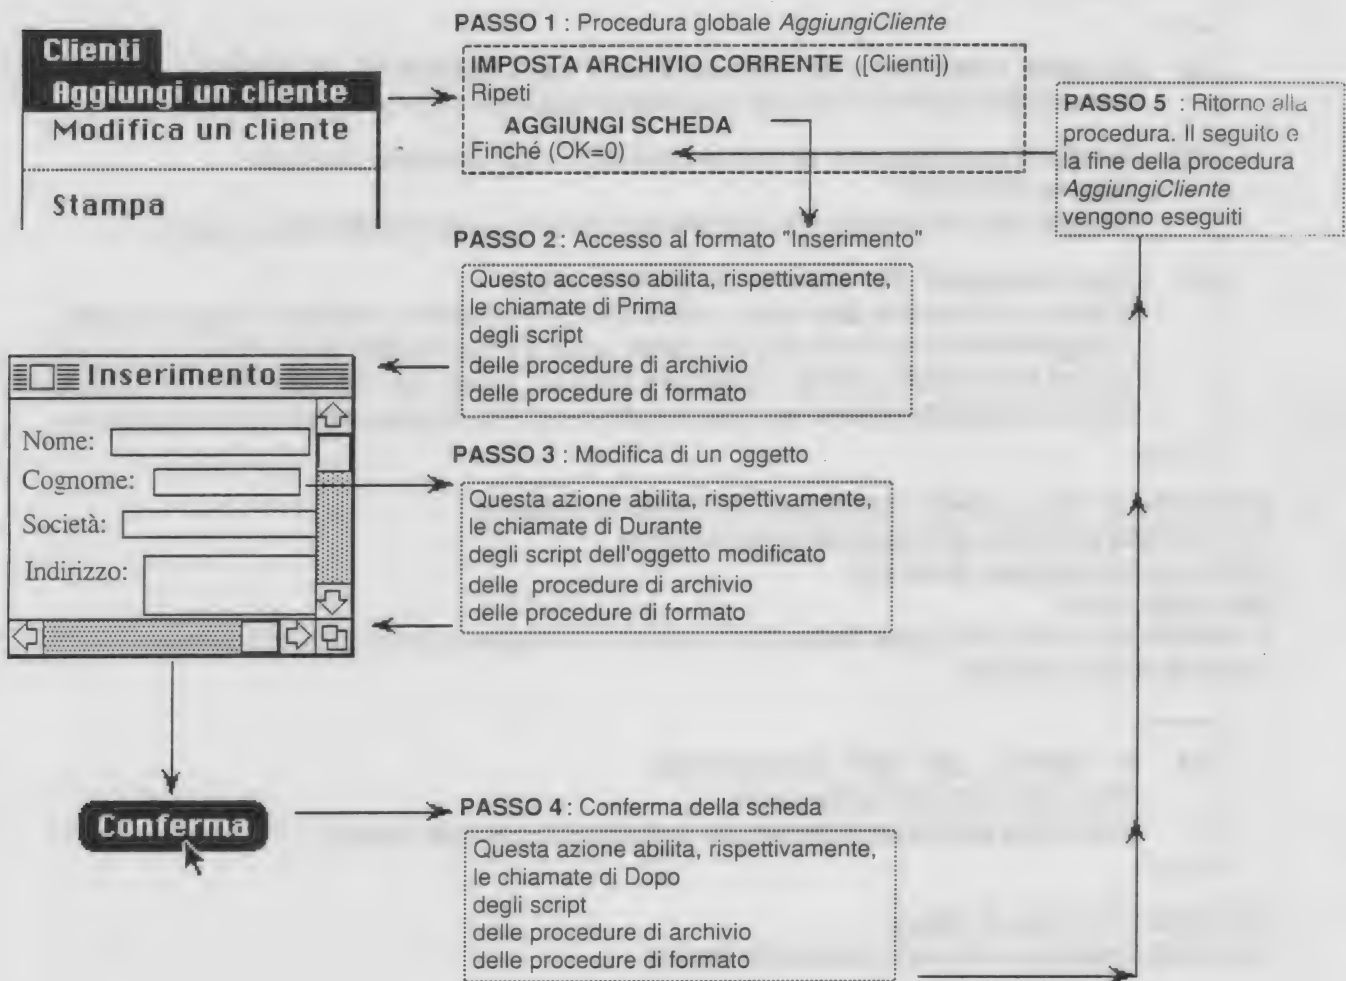 Clienti
Aggiungi un cliente
Modifica un cliente
Stampa
PASSO 1 : Procedura globale AggiungiCliente
IMPOSTA ARCHIVIO CORRENTE ([Clienti])
Ripeti
AGGIUNGI SCHEDA
Finché (OK=0)
PASSO 5 : Ritorno alla
procedura. Il seguito e
la fine della procedura
AggiungiCliente
vengono eseguiti
PASSO 2 : Accesso al formato "Inserimento"
Questo accesso abilita, rispettivamente,
le chiamate di Prima
degli script
delle procedure di archivio
delle procedure di formato
Inserimento
Nome:
Cognome:
Società:
Indirizzo:
PASSO 3 : Modifica di un oggetto
Questa azione abilita, rispettivamente,
le chiamate di Durante
degli script dell'oggetto modificato
delle procedure di archivio
delle procedure di formato
Conferma
PASSO 4 : Conferma della scheda
Questa azione abilita, rispettivamente,
le chiamate di Dopo
degli script
delle procedure di archivio
delle procedure di formato